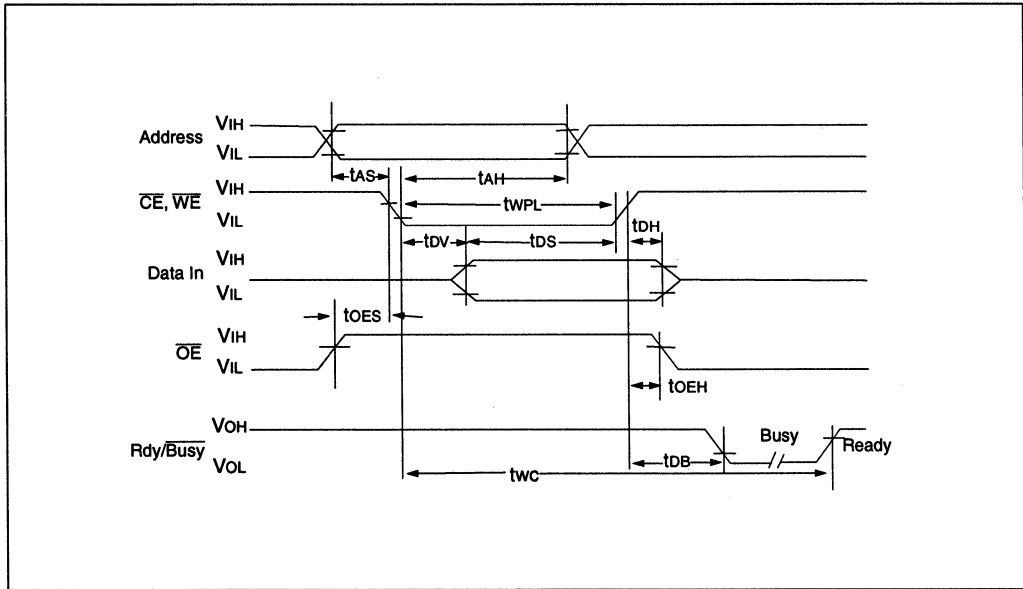 Address VIH
VIL
tAS tAH
CE, WE VIH
VIL
tWPL
tDH
tDV tDS
Data In VIH
VIL
tOES
OE VIH
VIL
tOEH
Rdy/Busy VOH
VOL
Busy
Ready
tDB
tWC